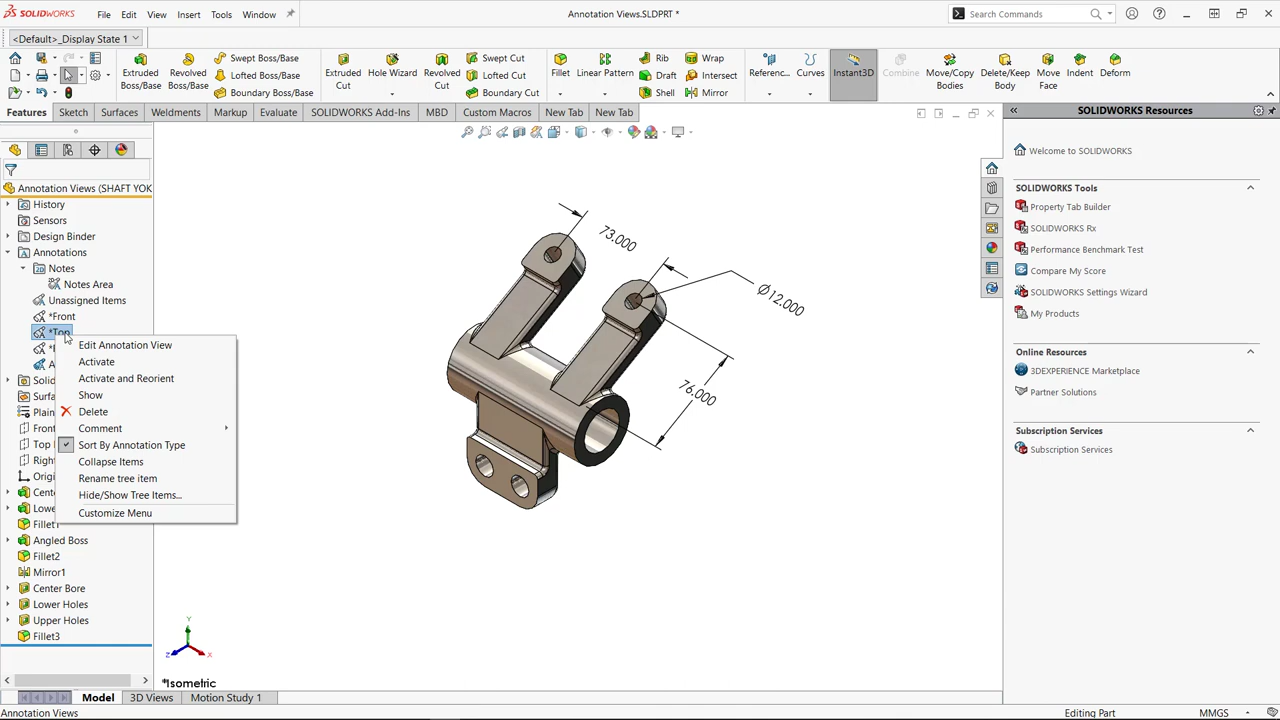 SOLIDWORKS
File
Edit
View
Insert
Tools
Window
Annotation Views.SLDPRT *
Search Commands
<Default>_Display State 1
Extruded Boss/Base
Revolved Boss/Base
Swept Boss/Base
Lofted Boss/Base
Boundary Boss/Base
Extruded Cut
Hole Wizard
Revolved Cut
Swept Cut
Lofted Cut
Boundary Cut
Fillet
Linear Pattern
Rib
Draft
Shell
Wrap
Intersect
Mirror
Referenc...
Curves
Instant3D
Combine
Move/Copy Bodies
Delete/Keep Body
Move Face
Indent
Deform
Features
Sketch
Surfaces
Weldments
Markup
Evaluate
SOLIDWORKS Add-Ins
MBD
Custom Macros
New Tab
New Tab
Annotation Views (SHAFT YOK
History
Sensors
Design Binder
Annotations
Notes
Notes Area
Unassigned Items
*Front
*Top
Edit Annotation View
Activate
Activate and Reorient
Show
Delete
Comment
Sort By Annotation Type
Collapse Items
Rename tree item
Hide/Show Tree Items...
Customize Menu
Solid
Surfa
Plain
Front
Top
Right
Origi
Cente
Lowe
Fillet1
Angled Boss
Fillet2
Mirror1
Center Bore
Lower Holes
Upper Holes
Fillet3
73.000
Ø12.000
76.000
Y
Z
X
*Isometric
SOLIDWORKS Resources
Welcome to SOLIDWORKS
SOLIDWORKS Tools
Property Tab Builder
SOLIDWORKS Rx
Performance Benchmark Test
Compare My Score
SOLIDWORKS Settings Wizard
My Products
Online Resources
3DEXPERIENCE Marketplace
Partner Solutions
Subscription Services
Subscription Services
Model
3D Views
Motion Study 1
Annotation Views
Editing Part
MMGS